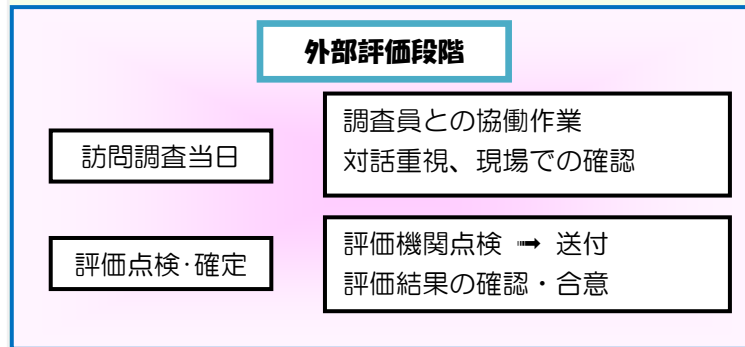 外部評価段階
訪問調査当日
調査員との協働作業
対話重視、現場での確認
評価点検･確定
評価機関点検 ➟ 送付
評価結果の確認・合意